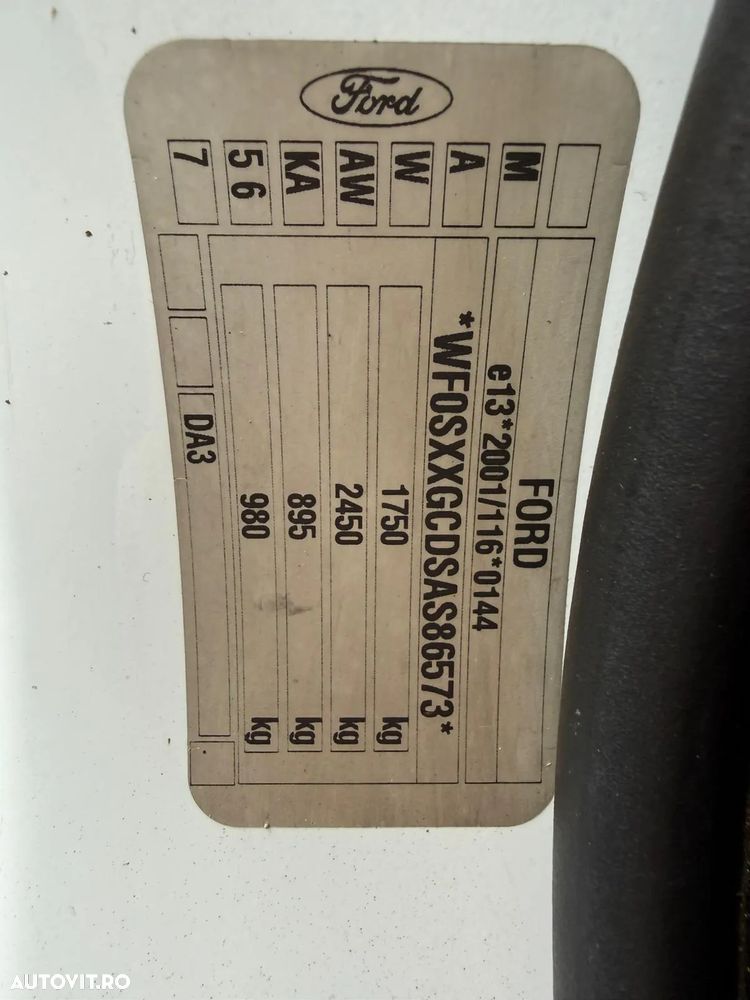 Ford
FORD
e13*2001/116*0144
*WF0SXXGCDSAS86573*
1750 kg
2450 kg
895 kg
980 kg
DA3
M
A
W
AW
KA
5 6
7
AUTOVIT.RO